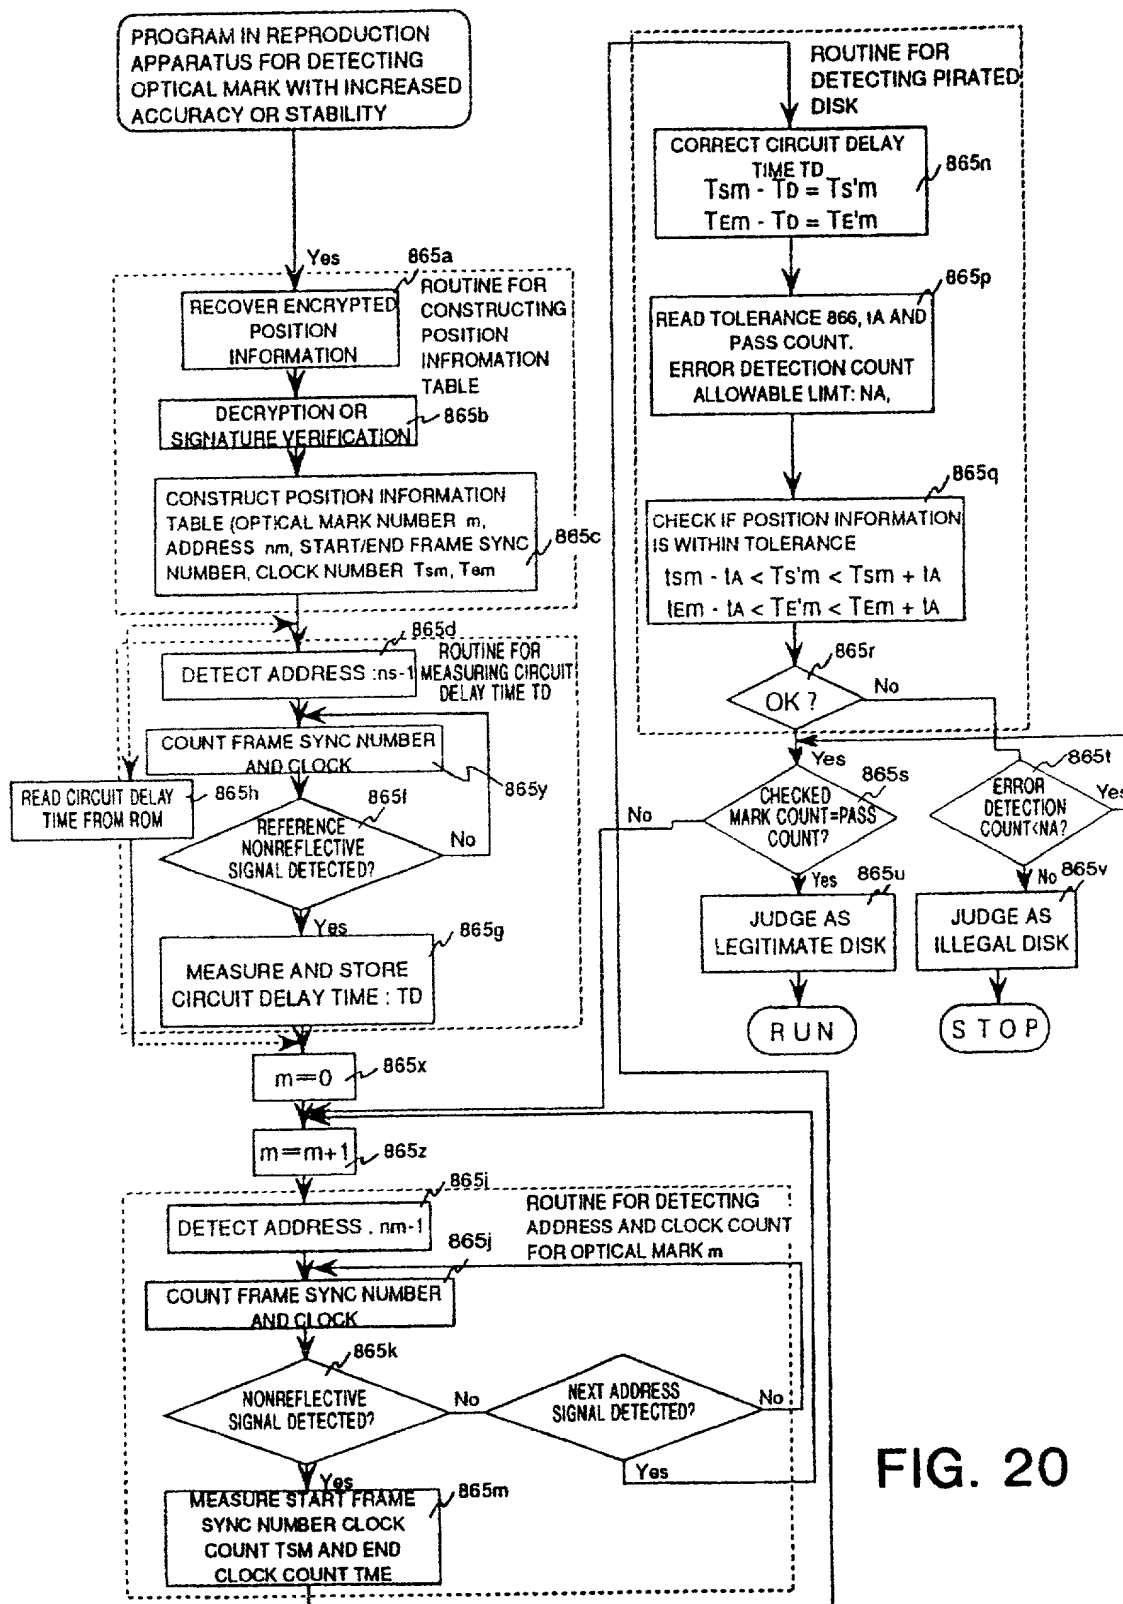 PROGRAM IN REPRODUCTION
APPARATUS FOR DETECTING
OPTICAL MARK WITH INCREASED
ACCURACY OR STABILITY
Yes
865a
RECOVER ENCRYPTED
POSITION
INFORMATION
ROUTINE FOR
CONSTRUCTING
POSITION
INFROMATION
TABLE
DECRYPTION OR
SIGNATURE VERIFICATION
865b
CONSTRUCT POSITION INFORMATION
TABLE (OPTICAL MARK NUMBER m,
ADDRESS nm, START/END FRAME SYNC
NUMBER, CLOCK NUMBER Tsm, Tem
865c
865d
DETECT ADDRESS :ns-1
ROUTINE FOR
MEASURING CIRCUIT
DELAY TIME TD
COUNT FRAME SYNC NUMBER
AND CLOCK
865y
READ CIRCUIT DELAY
TIME FROM ROM
865h
865f
REFERENCE
NONREFLECTIVE
SIGNAL DETECTED?
No
Yes
865g
MEASURE AND STORE
CIRCUIT DELAY TIME : TD
m=0
865x
m=m+1
865z
865i
DETECT ADDRESS . nm-1
ROUTINE FOR DETECTING
ADDRESS AND CLOCK COUNT
FOR OPTICAL MARK m
865j
COUNT FRAME SYNC NUMBER
AND CLOCK
865k
NONREFLECTIVE
SIGNAL DETECTED?
No
NEXT ADDRESS
SIGNAL DETECTED?
No
Yes
Yes
MEASURE START FRAME
SYNC NUMBER CLOCK
COUNT TSM AND END
CLOCK COUNT TME
865m
ROUTINE FOR
DETECTING PIRATED
DISK
CORRECT CIRCUIT DELAY
TIME TD
Tsm - TD = Ts'm
TEm - TD = TE'm
865n
865p
READ TOLERANCE 866, tA AND
PASS COUNT.
ERROR DETECTION COUNT
ALLOWABLE LIMT: NA,
865q
CHECK IF POSITION INFORMATION
IS WITHIN TOLERANCE
tsm - tA < Ts'm < Tsm + tA
tEm - tA < TE'm < TEm + tA
865r
OK ?
No
Yes
865s
CHECKED
MARK COUNT=PASS
COUNT?
No
Yes
865t
ERROR
DETECTION
COUNT<NA?
Yes
No
865u
JUDGE AS
LEGITIMATE DISK
865v
JUDGE AS
ILLEGAL DISK
RUN
STOP
FIG. 20